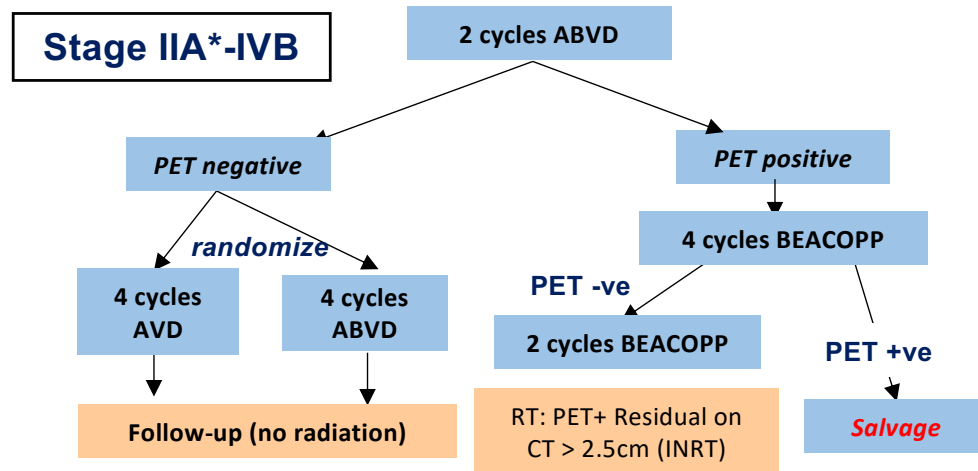 Stage IIA*-IVB
2 cycles ABVD
PET negative
PET positive
randomize
4 cycles BEACOPP
4 cycles
AVD
4 cycles
ABVD
PET -ve
2 cycles BEACOPP
PET +ve
Follow-up (no radiation)
RT: PET+ Residual on
CT > 2.5cm (INRT)
Salvage